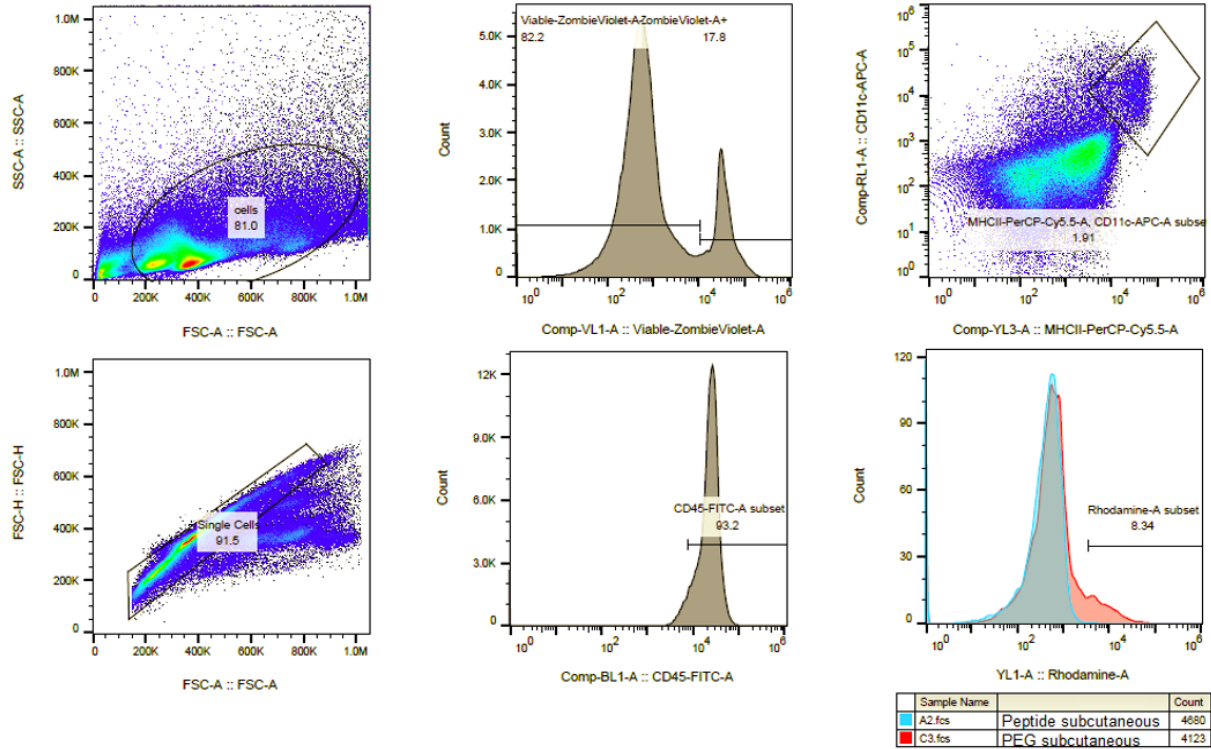 1.0M
800K
600K
400K
200K
0
SSC-A :: SSC-A
cells
81.0
0 200K 400K 600K 800K 1.0M
FSC-A :: FSC-A
Viable-ZombieViolet-A-ZombieViolet-A+
82.2 17.8
5.0K
4.0K
3.0K
2.0K
1.0K
0
Count
10^0 10^2 10^4 10^6
Comp-VL1-A :: Viable-ZombieViolet-A
10^6
10^5
10^4
10^3
10^2
10^1
10^0
Comp-RL1-A :: CD11c-APC-A
MHCII-PerCP-Cy5.5-A, CD11c-APC-A subset
1.91
10^0 10^2 10^4 10^6
Comp-YL3-A :: MHCII-PerCP-Cy5.5-A
1.0M
800K
600K
400K
200K
0
FSC-H :: FSC-H
Single Cells
91.5
0 200K 400K 600K 800K 1.0M
FSC-A :: FSC-A
12K
9.0K
6.0K
3.0K
0
Count
CD45-FITC-A subset
93.2
10^0 10^2 10^4 10^6
Comp-BL1-A :: CD45-FITC-A
120
90
60
30
0
Count
Rhodamine-A subset
8.34
10^0 10^2 10^4 10^6
YL1-A :: Rhodamine-A
Sample Name Count
A2.fcs Peptide subcutaneous 4680
C3.fcs PEG subcutaneous 4123